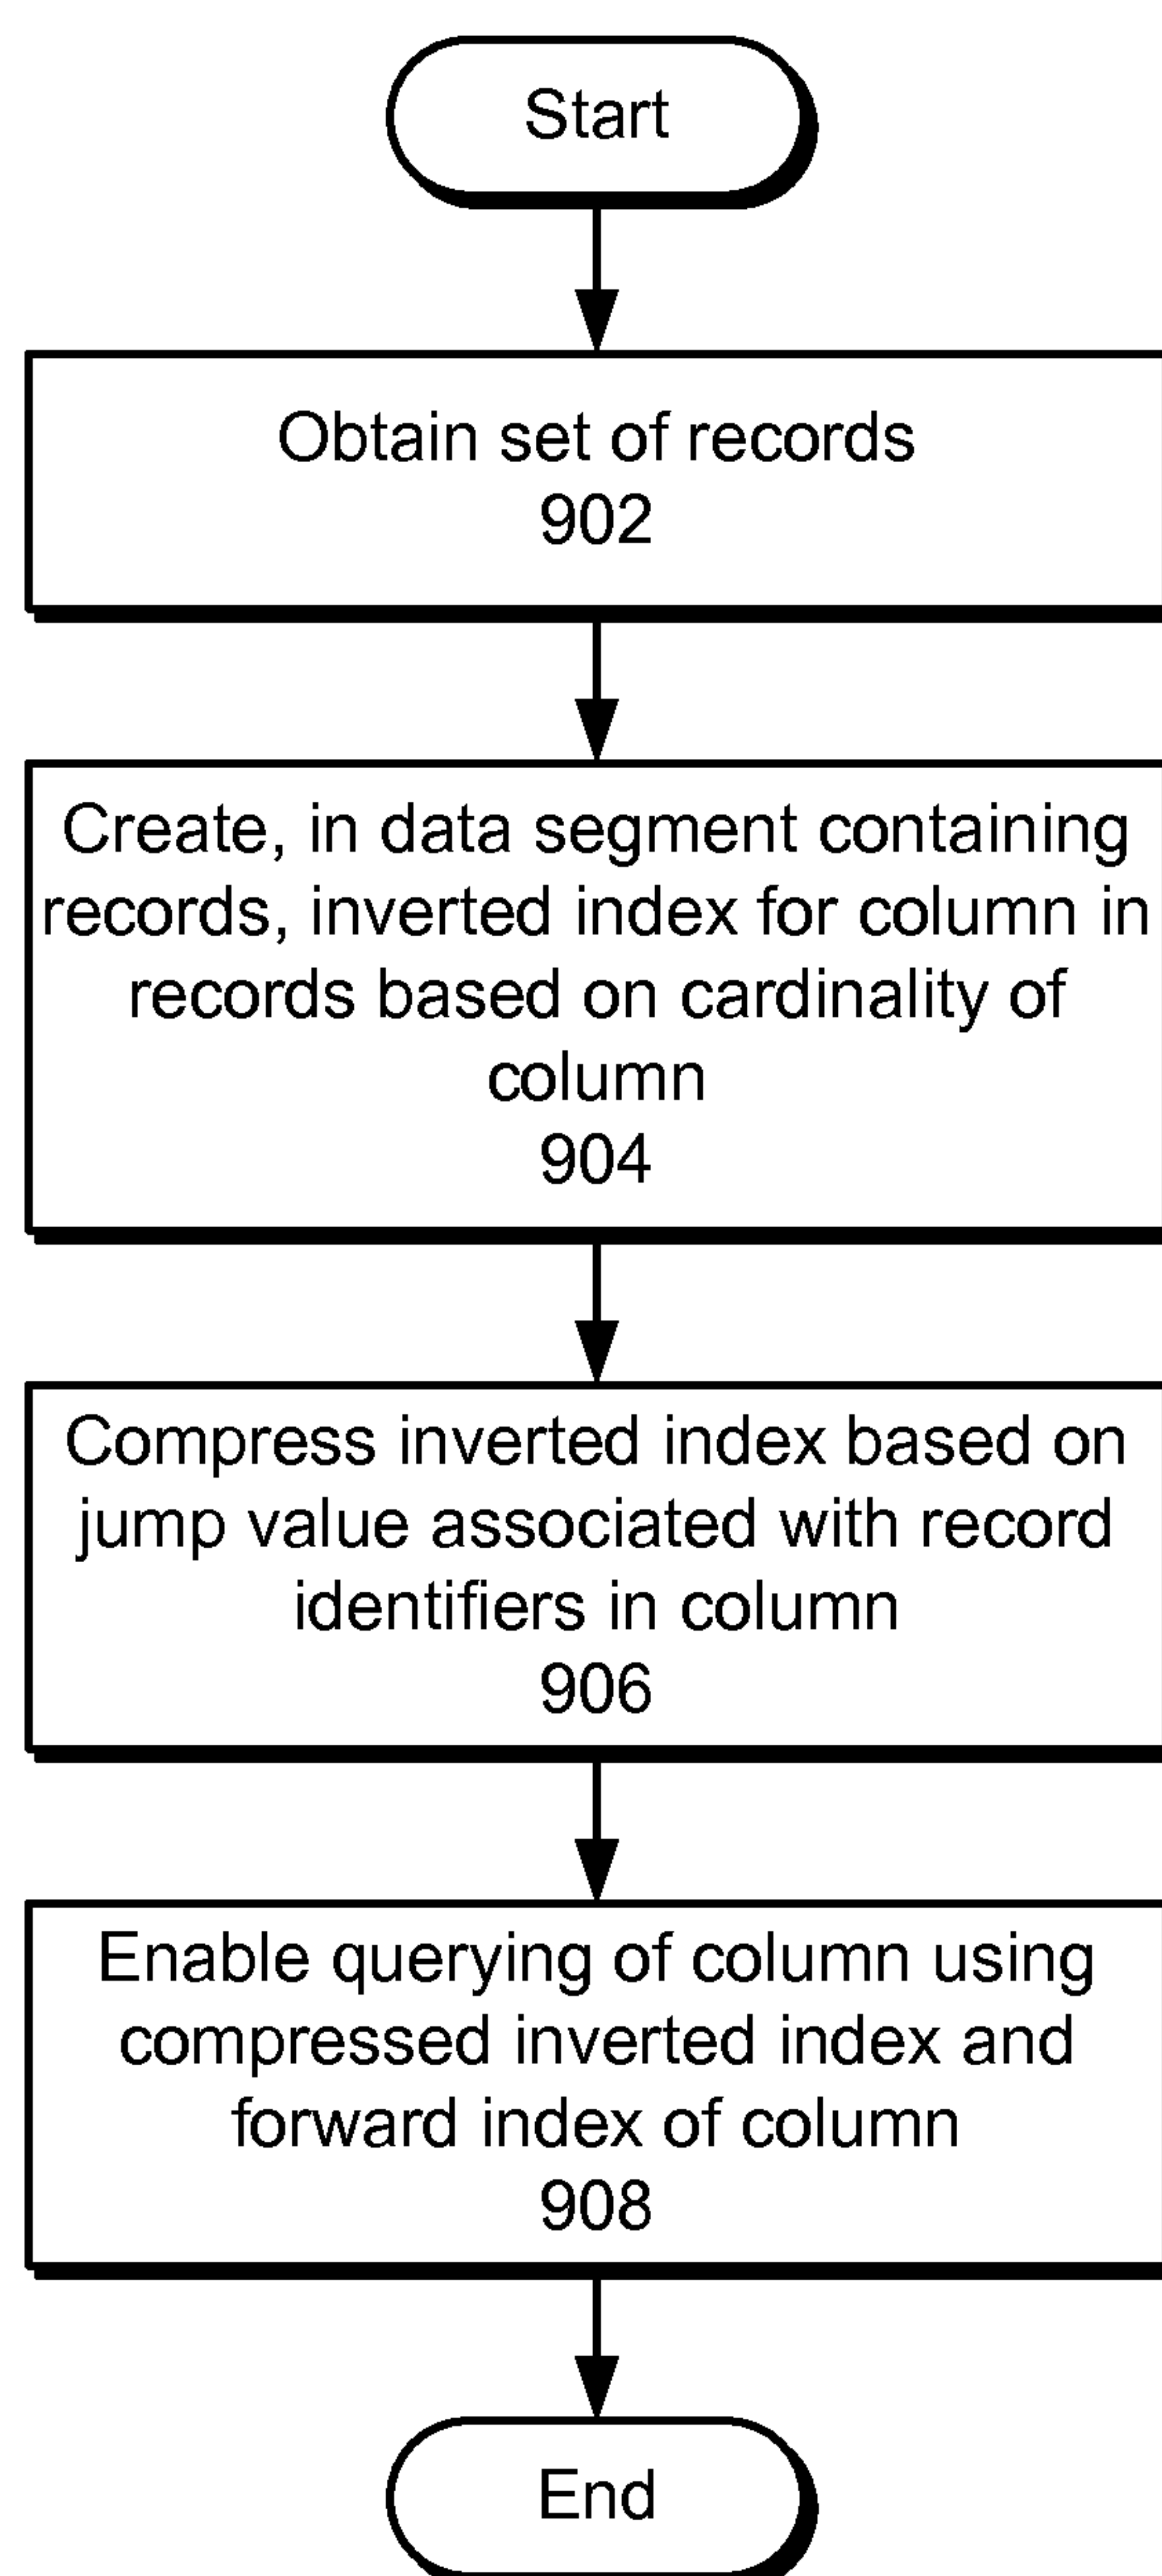 Start
Obtain set of records
902
Create, in data segment containing
records, inverted index for column in
records based on cardinality of
column
904
Compress inverted index based on
jump value associated with record
identifiers in column
906
Enable querying of column using
compressed inverted index and
forward index of column
908
End